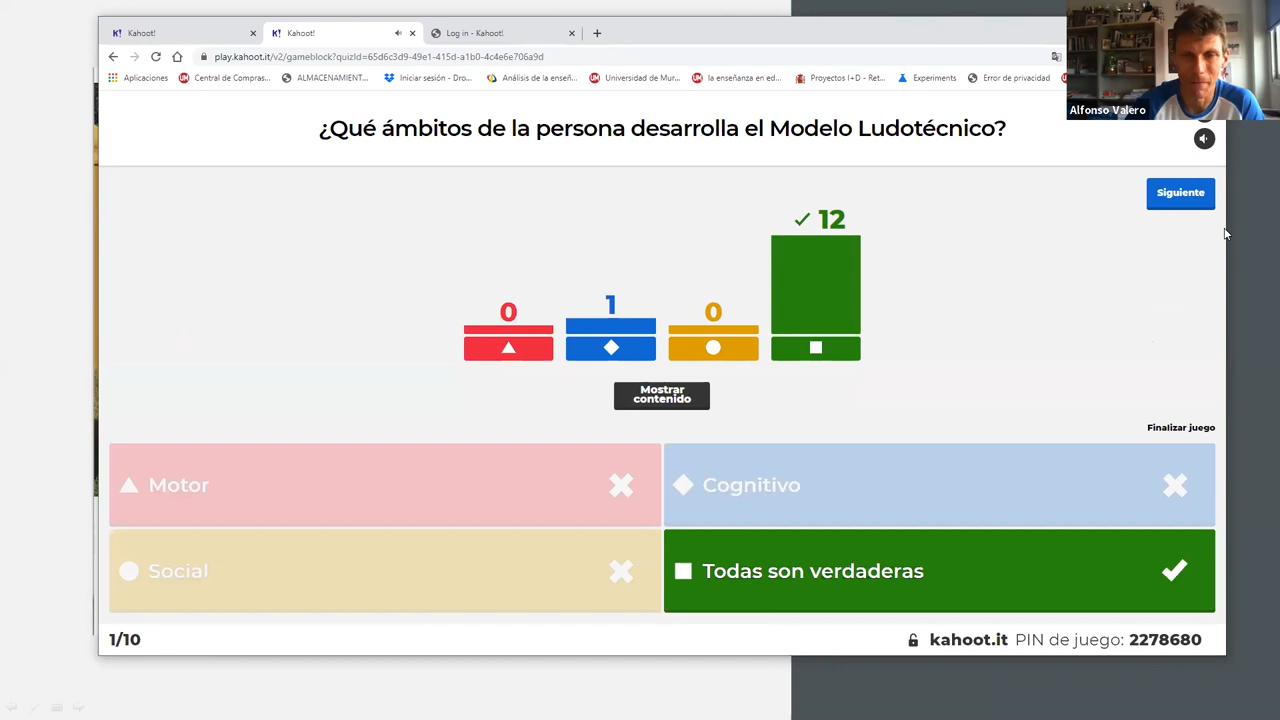 Kahoot!
Kahoot!
Log in - Kahoot!
play.kahoot.it/v2/gameblock?quizId=65d6c3d9-49e1-415d-a1b0-4c4e6e706a9d
Aplicaciones
Central de Compras...
ALMACENAMIENT...
Iniciar sesión - Dro...
Análisis de la enseñ...
Universidad de Mur...
la enseñanza en ed...
Proyectos I+D - Ret...
Experiments
Error de privacidad
Alfonso Valero
¿Qué ámbitos de la persona desarrolla el Modelo Ludotécnico?
Siguiente
0
1
0
12
Mostrar
contenido
Finalizar juego
Motor
Cognitivo
Social
Todas son verdaderas
1/10
kahoot.it PIN de juego: 2278680